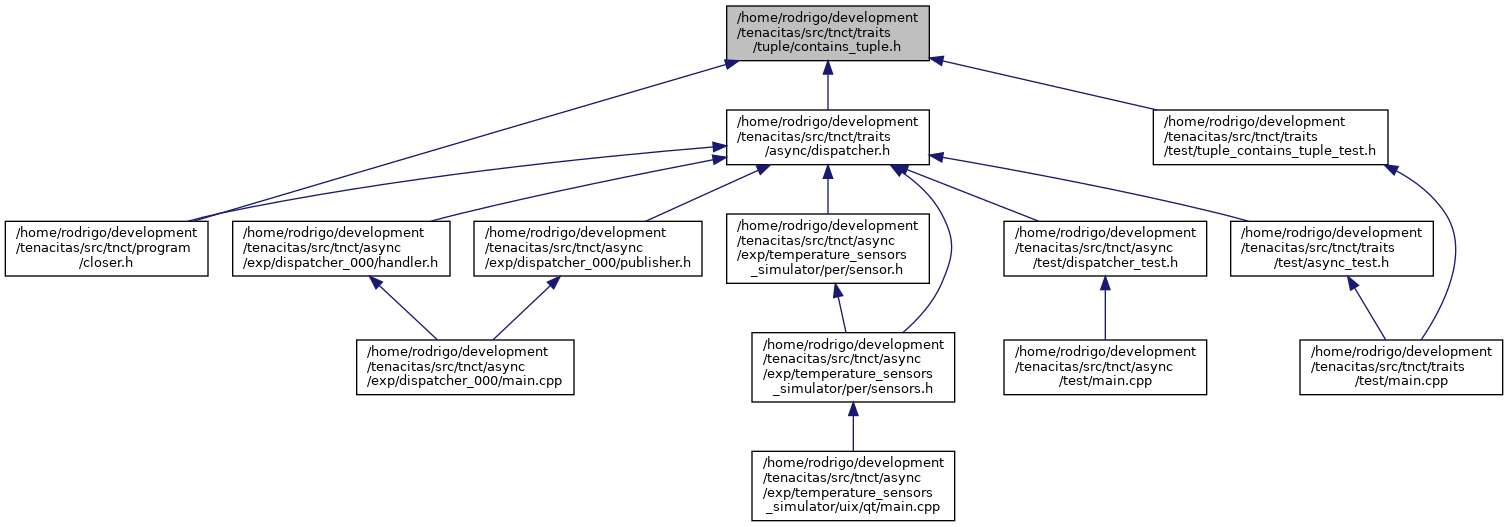 /home/rodrigo/development
/tenacitas/src/tnct/traits
/tuple/contains_tuple.h
/home/rodrigo/development
/tenacitas/src/tnct/traits
/async/dispatcher.h
/home/rodrigo/development
/tenacitas/src/tnct/traits
/test/tuple_contains_tuple_test.h
/home/rodrigo/development
/tenacitas/src/tnct/program
/closer.h
/home/rodrigo/development
/tenacitas/src/tnct/async
/exp/dispatcher_000/handler.h
/home/rodrigo/development
/tenacitas/src/tnct/async
/exp/dispatcher_000/publisher.h
/home/rodrigo/development
/tenacitas/src/tnct/async
/exp/temperature_sensors
_simulator/per/sensor.h
/home/rodrigo/development
/tenacitas/src/tnct/async
/test/dispatcher_test.h
/home/rodrigo/development
/tenacitas/src/tnct/traits
/test/async_test.h
/home/rodrigo/development
/tenacitas/src/tnct/async
/exp/dispatcher_000/main.cpp
/home/rodrigo/development
/tenacitas/src/tnct/async
/exp/temperature_sensors
_simulator/per/sensors.h
/home/rodrigo/development
/tenacitas/src/tnct/async
/test/main.cpp
/home/rodrigo/development
/tenacitas/src/tnct/traits
/test/main.cpp
/home/rodrigo/development
/tenacitas/src/tnct/async
/exp/temperature_sensors
_simulator/uix/qt/main.cpp